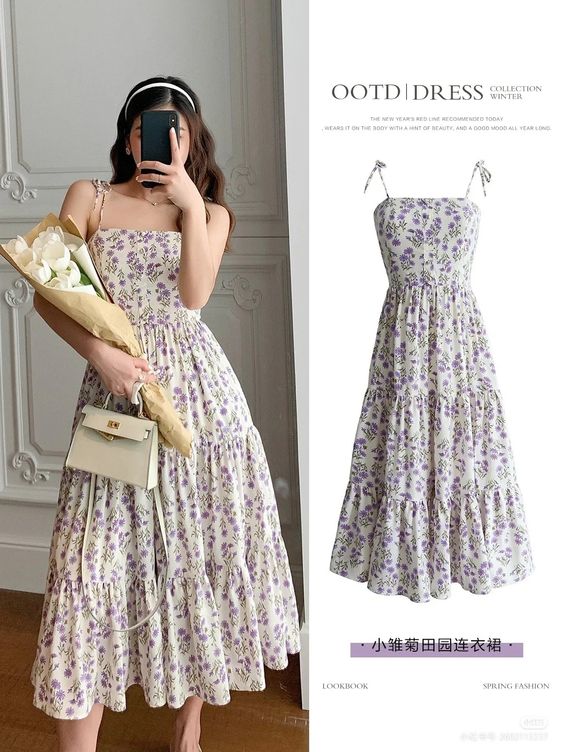 OOTD|DRESS COLLECTION
WINTER
THE NEW YEAR'S RED LINE RECOMMENDED TODAY
, WEARS IT ON THE BODY WITH A HINT OF BEAUTY, AND A GOOD MOOD ALL YEAR LONG.
· 小雏菊田园连衣裙 ·
LOOKBOOK SPRING FASHION